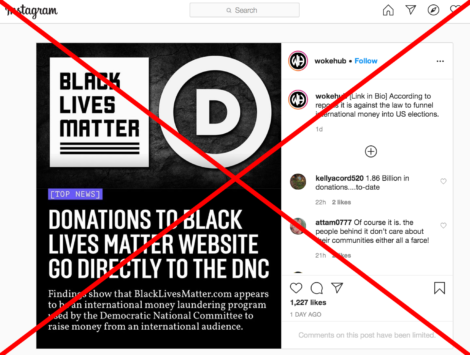 Instagram
Search
BLACK
LIVES
MATTER
D
[TOP NEWS]
DONATIONS TO BLACK
LIVES MATTER WEBSITE
GO DIRECTLY TO THE DNC
Findings show that BlackLivesMatter.com appears
to be an international money laundering program
used by the Democratic National Committee to
raise money from an international audience.
wokehub • Follow
wokehub [Link in Bio] According to
reports it is against the law to funnel
international money into US elections.
1d
kellyacord520 1.86 Billion in
donations....to-date
22h 2 likes
attam0777 Of course it is. the
people behind it don't care about
their communities either all a farce!
21h likes
1,227 likes
1 DAY AGO
Comments on this post have been limited.